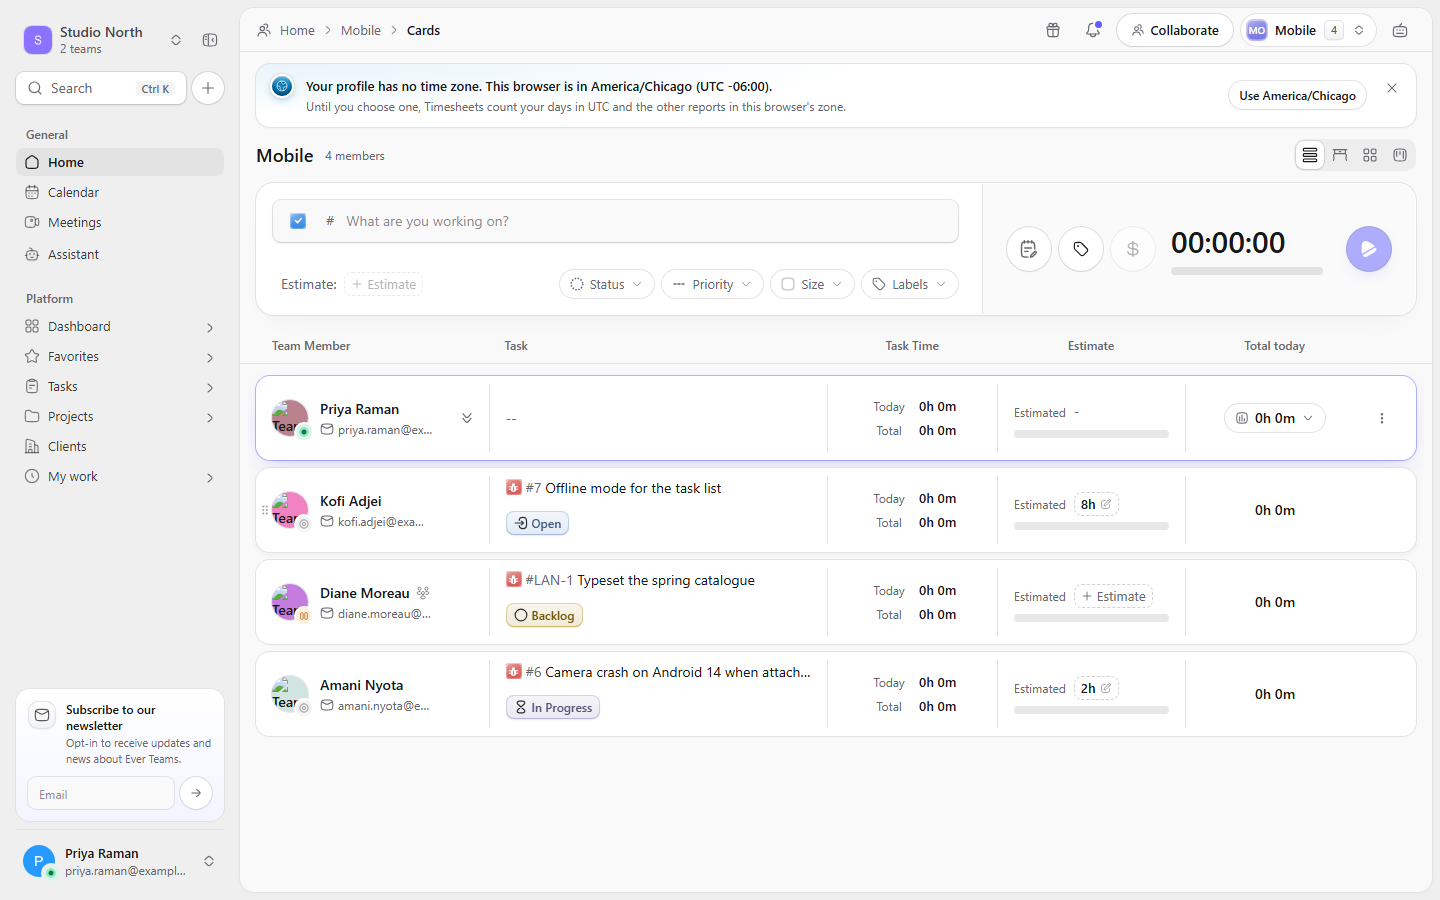 S
Studio North
2 teams
Search
Ctrl K
General
Home
Calendar
Meetings
Assistant
Platform
Dashboard
Favorites
Tasks
Projects
Clients
My work
Subscribe to our newsletter
Opt-in to receive updates and news about Ever Teams.
Email
P
Priya Raman
priya.raman@exampl...
Home
Mobile
Cards
Collaborate
MO
Mobile
4
Your profile has no time zone. This browser is in America/Chicago (UTC -06:00).
Until you choose one, Timesheets count your days in UTC and the other reports in this browser's zone.
Use America/Chicago
Mobile
4 members
# What are you working on?
Estimate:
+ Estimate
Status
Priority
Size
Labels
$
00:00:00
Team Member
Task
Task Time
Estimate
Total today
Tear
Priya Raman
priya.raman@ex...
--
Today 0h 0m
Total 0h 0m
Estimated -
0h 0m
Tear
Kofi Adjei
kofi.adjei@exa...
#7 Offline mode for the task list
Open
Today 0h 0m
Total 0h 0m
Estimated 8h
0h 0m
Tear
Diane Moreau
diane.moreau@...
#LAN-1 Typeset the spring catalogue
Backlog
Today 0h 0m
Total 0h 0m
Estimated + Estimate
0h 0m
Tear
Amani Nyota
amani.nyota@e...
#6 Camera crash on Android 14 when attach...
In Progress
Today 0h 0m
Total 0h 0m
Estimated 2h
0h 0m